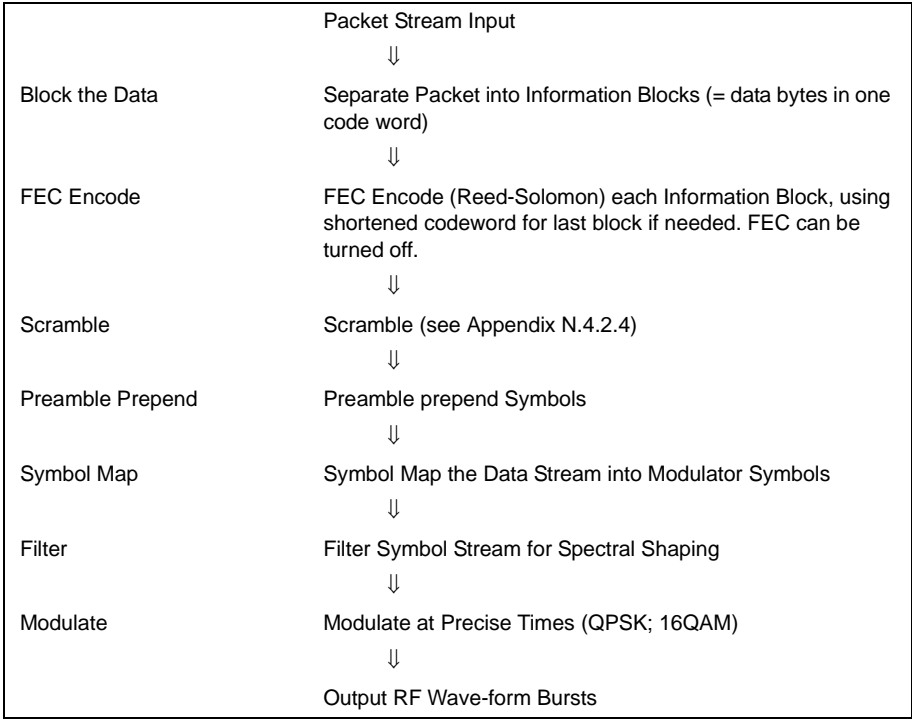 Packet Stream Input
⇓
Block the Data Separate Packet into Information Blocks (= data bytes in one
code word)
⇓
FEC Encode FEC Encode (Reed-Solomon) each Information Block, using
shortened codeword for last block if needed. FEC can be
turned off.
⇓
Scramble Scramble (see Appendix N.4.2.4)
⇓
Preamble Prepend Preamble prepend Symbols
⇓
Symbol Map Symbol Map the Data Stream into Modulator Symbols
⇓
Filter Filter Symbol Stream for Spectral Shaping
⇓
Modulate Modulate at Precise Times (QPSK; 16QAM)
⇓
Output RF Wave-form Bursts